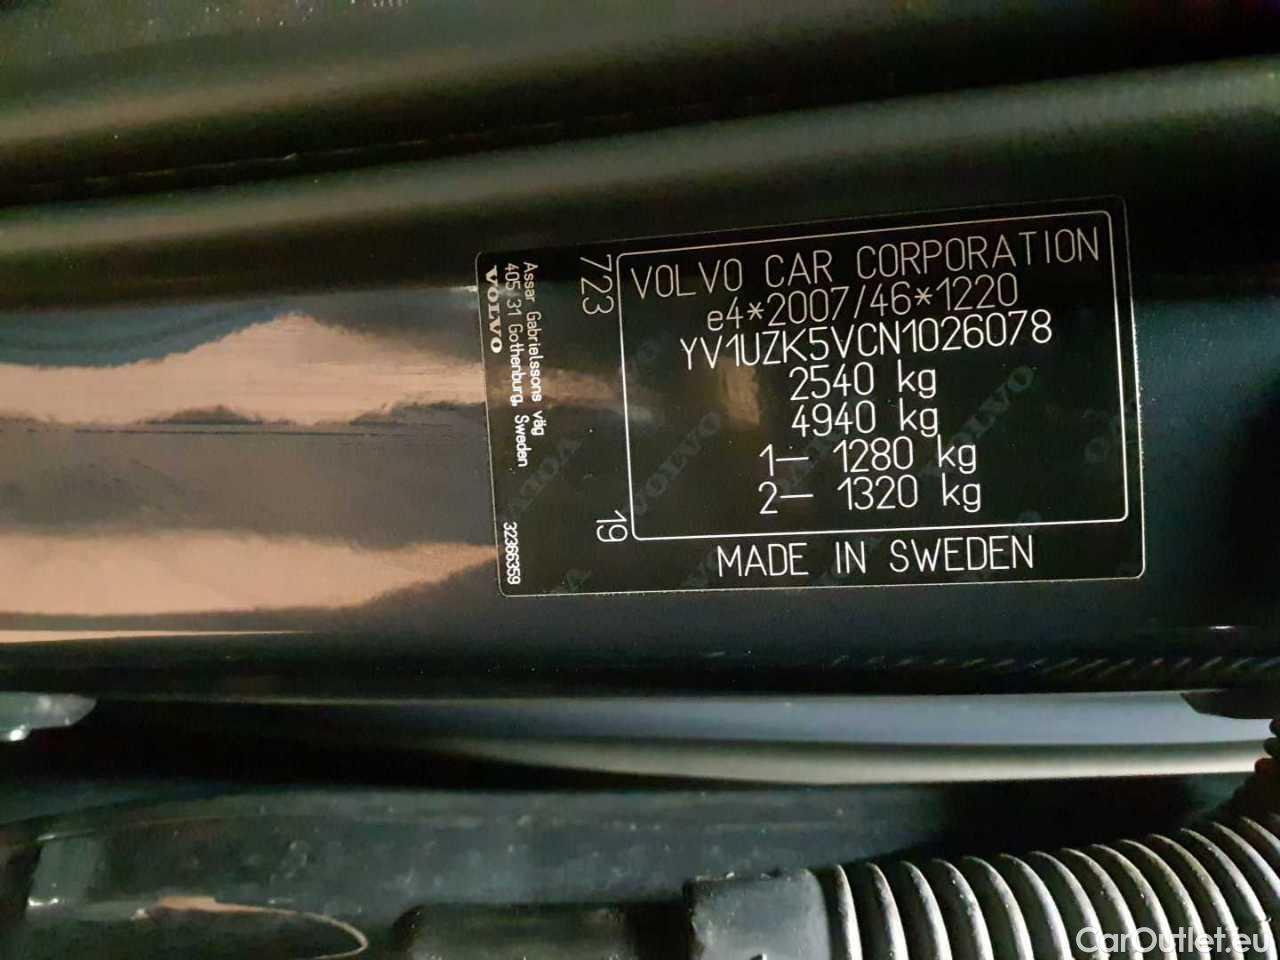 VOLVO CAR CORPORATION
e4*2007/46*1220
YV1UZK5VCN1026078
2540 kg
4940 kg
1— 1280 kg
2— 1320 kg
MADE IN SWEDEN
723
19
Assar Gabrielssons väg
405 31 Gothenburg, Sweden
VOLVO
32366359
CarOutlet.eu